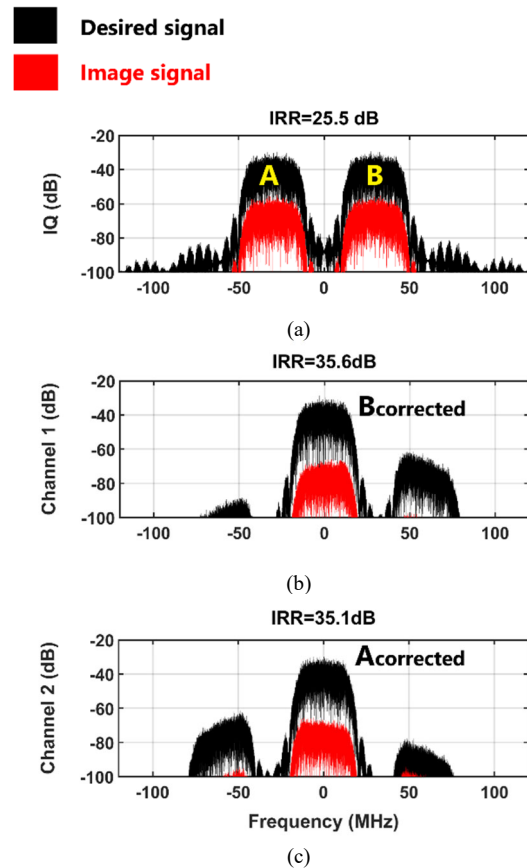 Desired signal
Image signal
IRR=25.5 dB
-20
-40
-60
-80
-100
IQ (dB)
A
B
-100
-50
0
50
100
(a)
IRR=35.6dB
-20
-40
-60
-80
-100
Channel 1 (dB)
Bcorrected
-100
-50
0
50
100
(b)
IRR=35.1dB
-20
-40
-60
-80
-100
Channel 2 (dB)
Acorrected
-100
-50
0
50
100
Frequency (MHz)
(c)